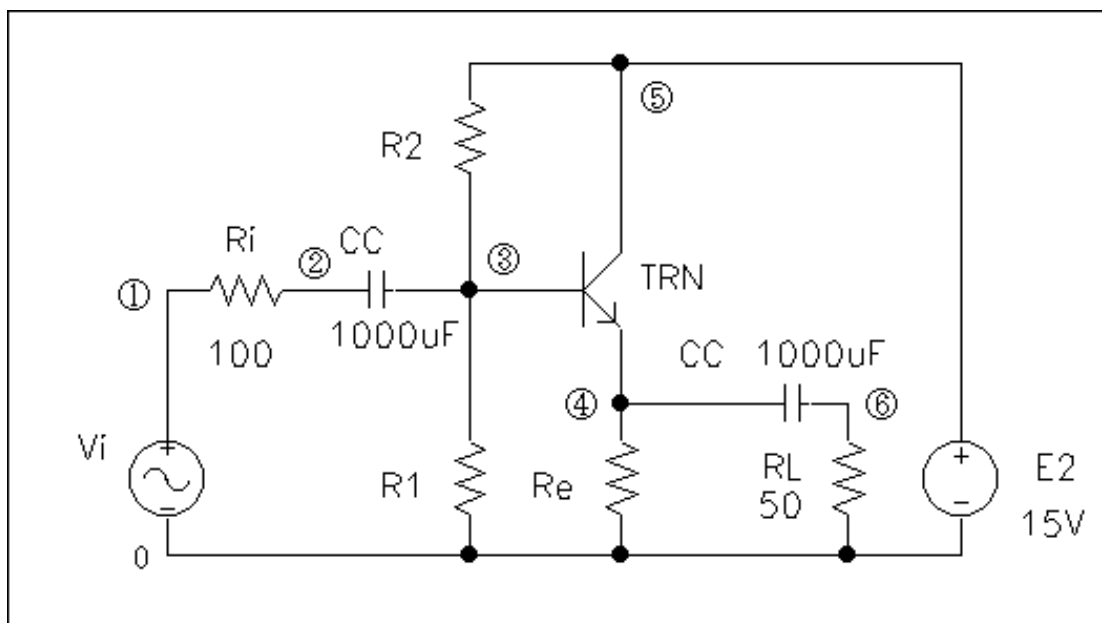 ⑤
R2
Ri
②
CC
③
①
TRN
100
1000uF
CC
1000uF
④
⑥
Vi
R1
Re
RL
50
E2
15V
0